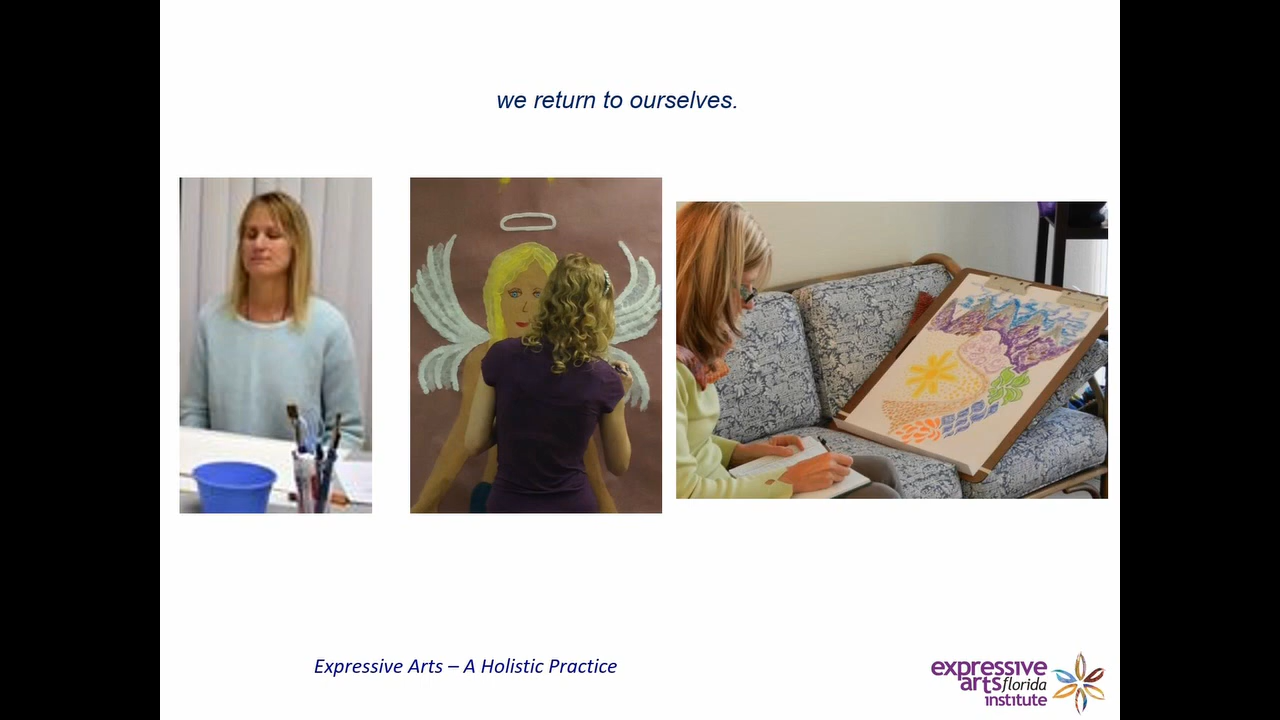 we return to ourselves.
Expressive Arts – A Holistic Practice
expressive
arts florida
institute